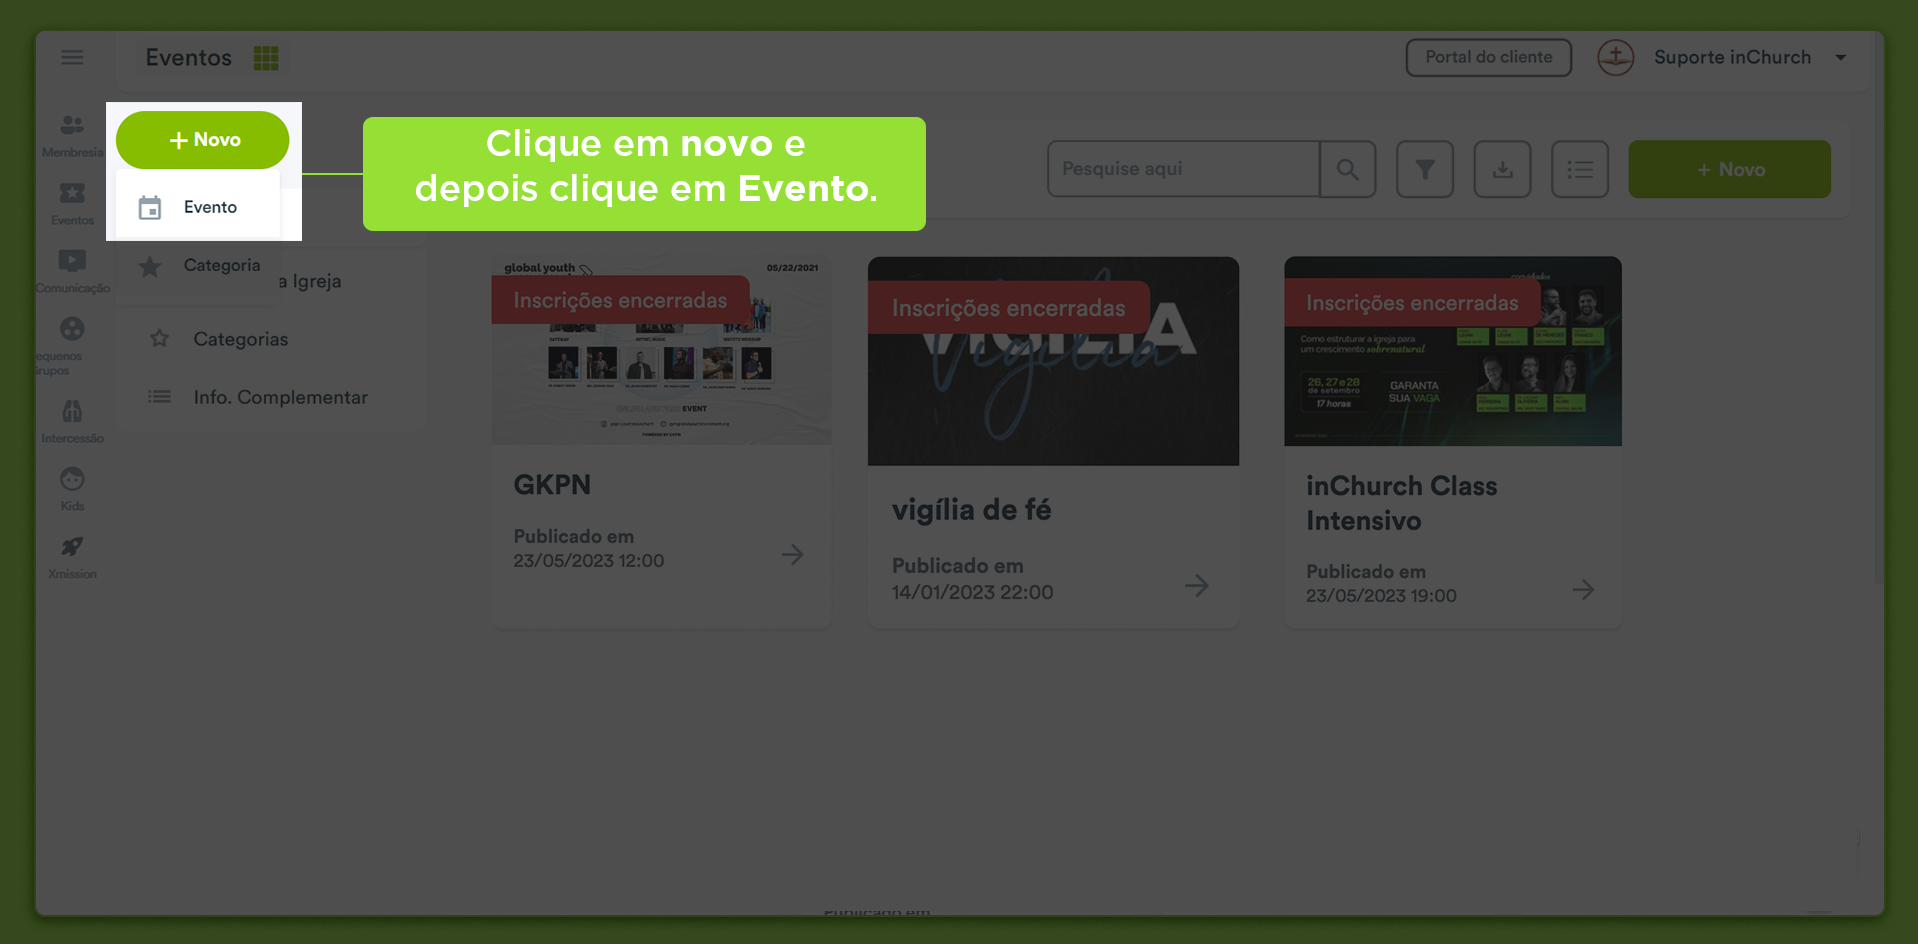 Eventos
Portal do cliente
Suporte inChurch
Membresia
Eventos
Comunicação
equenos
Grupos
Intercessão
Kids
Xmission
+ Novo
Evento
Categoria
a Igreja
Categorias
Info. Complementar
Clique em novo e
depois clique em Evento.
Pesquise aqui
+ Novo
global youth
05/22/2021
Inscrições encerradas
EVENT
GKPN
Publicado em
23/05/2023 12:00
Inscrições encerradas
VIGÍLIA
Vigília
vigília de fé
Publicado em
14/01/2023 22:00
Inscrições encerradas
Como estruturar a igreja para
um crescimento sobrenatural
26, 27 e 28
de setembro
17 horas
GARANTA
SUA VAGA
inChurch Class
Intensivo
Publicado em
23/05/2023 19:00
Publicado em